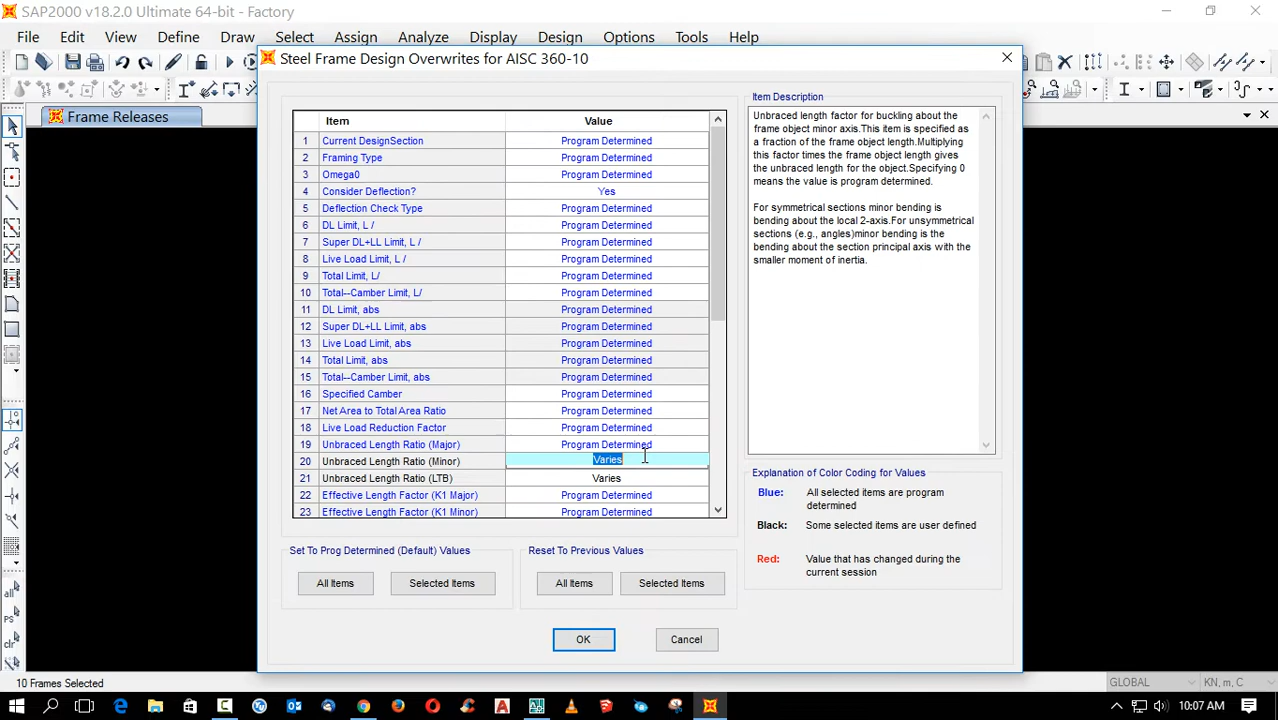 SAP2000 v18.2.0 Ultimate 64-bit - Factory
File Edit View Define Draw Select Assign Analyze Display Design Options Tools Help
Frame Releases
Steel Frame Design Overwrites for AISC 360-10
Item Value
1 Current DesignSection Program Determined
2 Framing Type Program Determined
3 Omega0 Program Determined
4 Consider Deflection? Yes
5 Deflection Check Type Program Determined
6 DL Limit, L / Program Determined
7 Super DL+LL Limit, L / Program Determined
8 Live Load Limit, L / Program Determined
9 Total Limit, L/ Program Determined
10 Total--Camber Limit, L/ Program Determined
11 DL Limit, abs Program Determined
12 Super DL+LL Limit, abs Program Determined
13 Live Load Limit, abs Program Determined
14 Total Limit, abs Program Determined
15 Total--Camber Limit, abs Program Determined
16 Specified Camber Program Determined
17 Net Area to Total Area Ratio Program Determined
18 Live Load Reduction Factor Program Determined
19 Unbraced Length Ratio (Major) Program Determined
20 Unbraced Length Ratio (Minor) Varies
21 Unbraced Length Ratio (LTB) Varies
22 Effective Length Factor (K1 Major) Program Determined
23 Effective Length Factor (K1 Minor) Program Determined
Item Description
Unbraced length factor for buckling about the
frame object minor axis.This item is specified as
a fraction of the frame object length.Multiplying
this factor times the frame object length gives
the unbraced length for the object.Specifying 0
means the value is program determined.
For symmetrical sections minor bending is
bending about the local 2-axis.For unsymmetrical
sections (e.g., angles)minor bending is the
bending about the section principal axis with the
smaller moment of inertia.
Explanation of Color Coding for Values
Blue: All selected items are program
determined
Black: Some selected items are user defined
Red: Value that has changed during the
current session
Set To Prog Determined (Default) Values
All Items Selected Items
Reset To Previous Values
All Items Selected Items
OK Cancel
all
PS
clr
10 Frames Selected
GLOBAL KN, m, C
10:07 AM